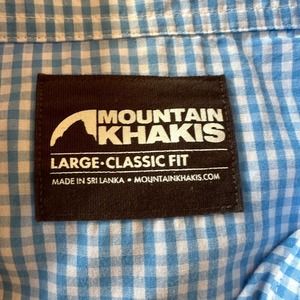 MOUNTAIN
KHAKIS
LARGE•CLASSIC FIT
MADE IN SRI LANKA • MOUNTAINKHAKIS.COM